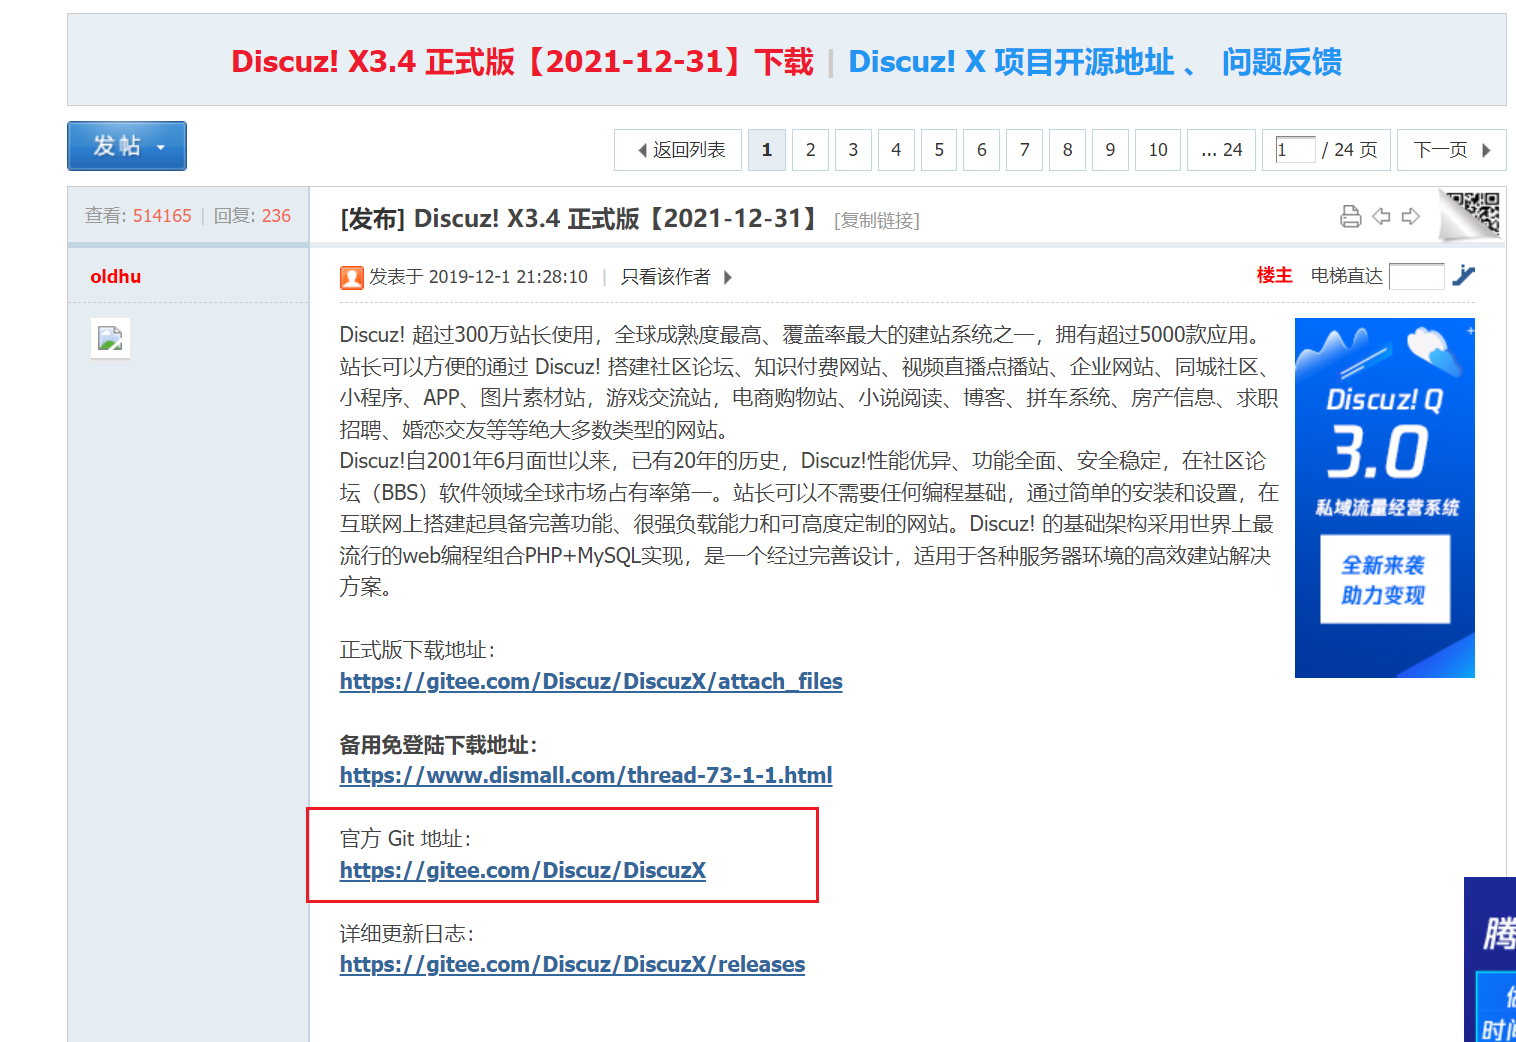 Discuz! X3.4 正式版【2021-12-31】下载 | Discuz! X 项目开源地址 、 问题反馈
发帖
返回列表 1 2 3 4 5 6 7 8 9 10 ... 24 1 / 24 页 下一页
查看: 514165 | 回复: 236
[发布] Discuz! X3.4 正式版【2021-12-31】 [复制链接]
oldhu
发表于 2019-12-1 21:28:10 | 只看该作者
楼主 电梯直达
Discuz! 超过300万站长使用，全球成熟度最高、覆盖率最大的建站系统之一，拥有超过5000款应用。
站长可以方便的通过 Discuz! 搭建社区论坛、知识付费网站、视频直播点播站、企业网站、同城社区、
小程序、APP、图片素材站，游戏交流站，电商购物站、小说阅读、博客、拼车系统、房产信息、求职
招聘、婚恋交友等等绝大多数类型的网站。
Discuz!自2001年6月面世以来，已有20年的历史，Discuz!性能优异、功能全面、安全稳定，在社区论
坛（BBS）软件领域全球市场占有率第一。站长可以不需要任何编程基础，通过简单的安装和设置，在
互联网上搭建起具备完善功能、很强负载能力和可高度定制的网站。Discuz! 的基础架构采用世界上最
流行的web编程组合PHP+MySQL实现，是一个经过完善设计，适用于各种服务器环境的高效建站解决
方案。
Discuz! Q
3.0
私域流量经营系统
全新来袭
助力变现
正式版下载地址：
https://gitee.com/Discuz/DiscuzX/attach_files
备用免登陆下载地址：
https://www.dismall.com/thread-73-1-1.html
官方 Git 地址：
https://gitee.com/Discuz/DiscuzX
详细更新日志：
https://gitee.com/Discuz/DiscuzX/releases
腾
时间